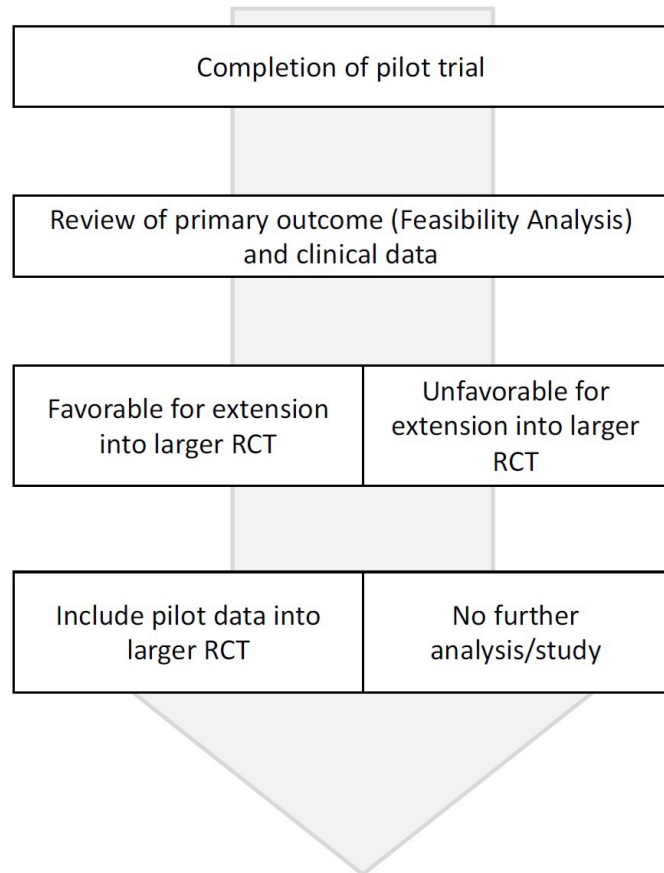 Completion of pilot trial
Review of primary outcome (Feasibility Analysis)
and clinical data
Favorable for extension
into larger RCT
Unfavorable for
extension into larger
RCT
Include pilot data into
larger RCT
No further
analysis/study